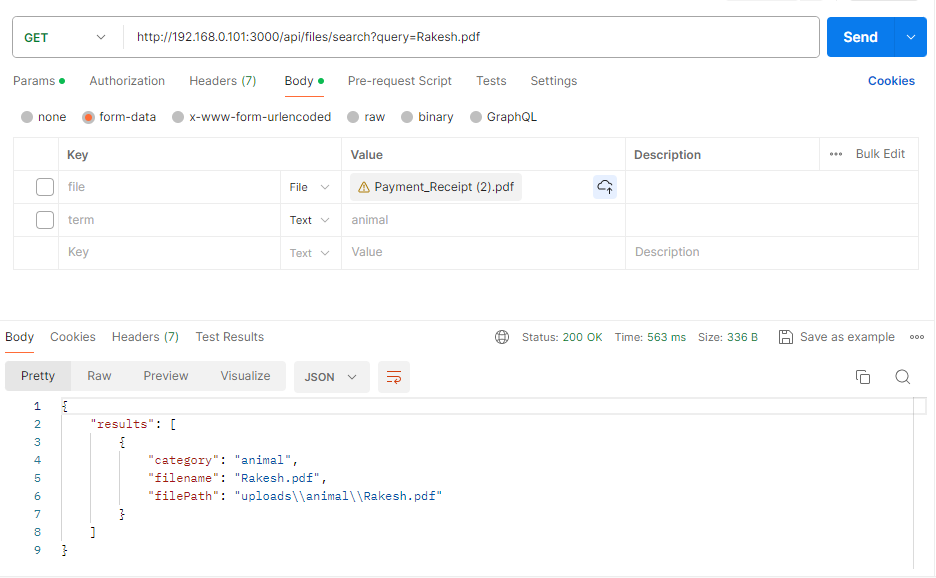 GET http://192.168.0.101:3000/api/files/search?query=Rakesh.pdf Send
Params Authorization Headers (7) Body Pre-request Script Tests Settings Cookies
none form-data x-www-form-urlencoded raw binary GraphQL
Key Value Description Bulk Edit
file File Payment_Receipt (2).pdf
term Text animal
Key Text Value Description
Body Cookies Headers (7) Test Results Status: 200 OK Time: 563 ms Size: 336 B Save as example
Pretty Raw Preview Visualize JSON
1 {
2 "results": [
3 {
4 "category": "animal",
5 "filename": "Rakesh.pdf",
6 "filePath": "uploads\\animal\\Rakesh.pdf"
7 }
8 ]
9 }